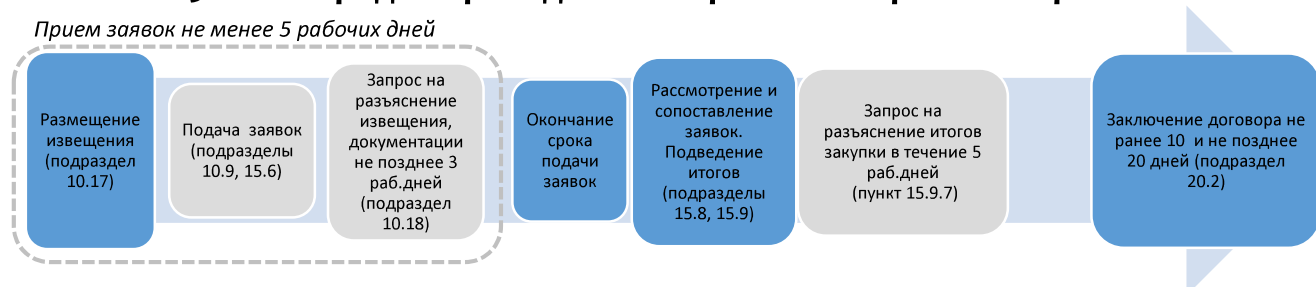 Прием заявок не менее 5 рабочих дней
Размещение
извещения
(подраздел
10.17)
Подача заявок
(подразделы
10.9, 15.6)
Запрос на
разъяснение
извещения,
документации
не позднее 3
раб.дней
(подраздел
10.18)
Окончание
срока
подачи
заявок
Рассмотрение и
сопоставление
заявок.
Подведение
итогов
(подразделы
15.8, 15.9)
Запрос на
разъяснение итогов
закупки в течение 5
раб.дней
(пункт 15.9.7)
Заключение договора не
ранее 10 и не позднее
20 дней (подраздел
20.2)